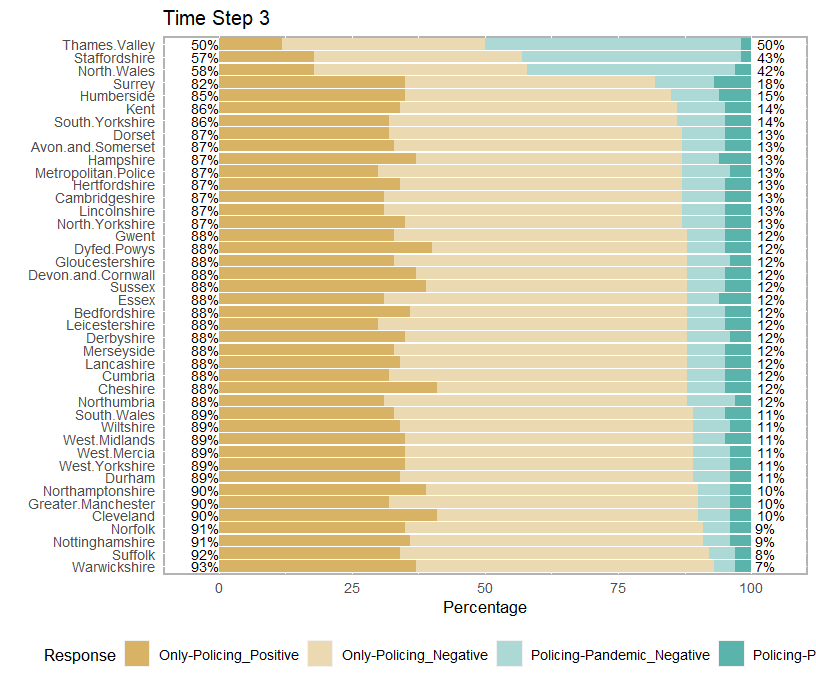 Time Step 3
Thames.Valley 50% 50%
Staffordshire 57% 43%
North.Wales 58% 42%
Surrey 82% 18%
Humberside 85% 15%
Kent 86% 14%
South.Yorkshire 86% 14%
Dorset 87% 13%
Avon.and.Somerset 87% 13%
Hampshire 87% 13%
Metropolitan.Police 87% 13%
Hertfordshire 87% 13%
Cambridgeshire 87% 13%
Lincolnshire 87% 13%
North.Yorkshire 87% 13%
Gwent 88% 12%
Dyfed.Powys 88% 12%
Gloucestershire 88% 12%
Devon.and.Cornwall 88% 12%
Sussex 88% 12%
Essex 88% 12%
Bedfordshire 88% 12%
Leicestershire 88% 12%
Derbyshire 88% 12%
Merseyside 88% 12%
Lancashire 88% 12%
Cumbria 88% 12%
Cheshire 88% 12%
Northumbria 88% 12%
South.Wales 89% 11%
Wiltshire 89% 11%
West.Midlands 89% 11%
West.Mercia 89% 11%
West.Yorkshire 89% 11%
Durham 89% 11%
Northamptonshire 90% 10%
Greater.Manchester 90% 10%
Cleveland 90% 10%
Norfolk 91% 9%
Nottinghamshire 91% 9%
Suffolk 92% 8%
Warwickshire 93% 7%
0 25 50 75 100
Percentage
Response Only-Policing_Positive Only-Policing_Negative Policing-Pandemic_Negative Policing-P